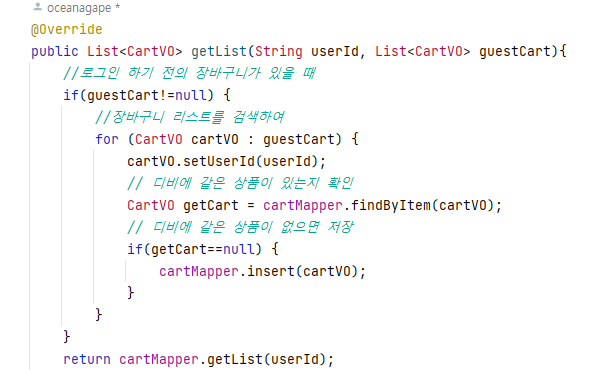 oceanagape *
@Override
public List<CartVO> getList(String userId, List<CartVO> guestCart){
//로그인 하기 전의 장바구니가 있을 때
if(guestCart!=null) {
//장바구니 리스트를 검색하여
for (CartVO cartVO : guestCart) {
cartVO.setUserId(userId);
// 디비에 같은 상품이 있는지 확인
CartVO getCart = cartMapper.findByItem(cartVO);
// 디비에 같은 상품이 없으면 저장
if(getCart==null) {
cartMapper.insert(cartVO);
}
}
}
return cartMapper.getList(userId);